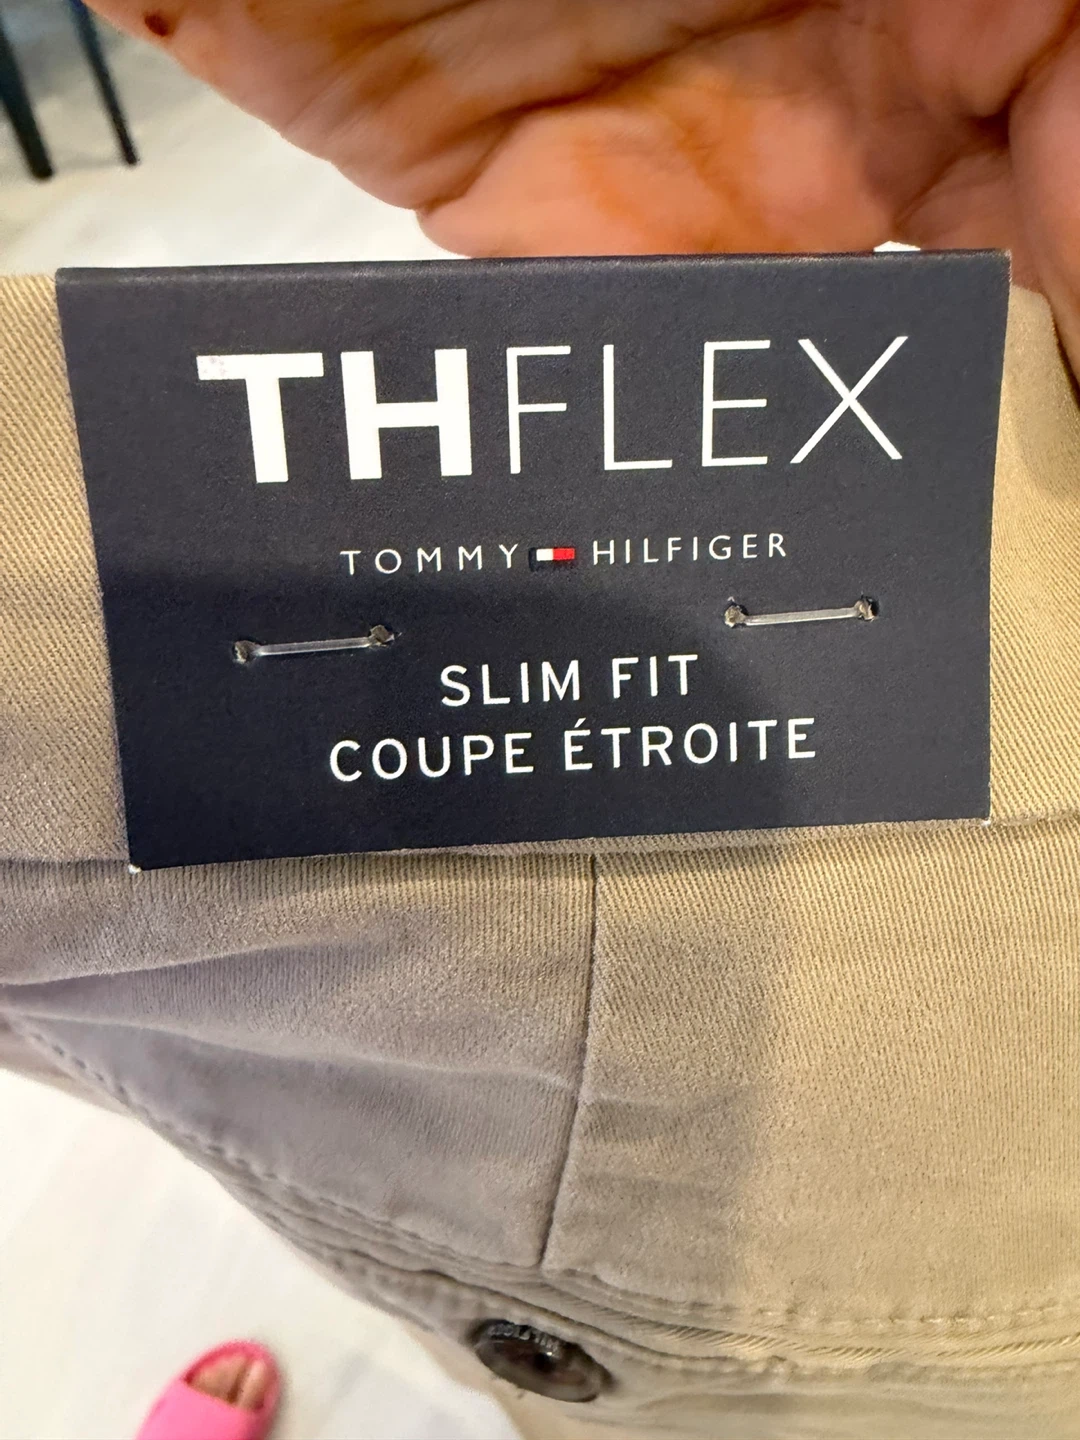 THFLEX
TOMMY HILFIGER
SLIM FIT
COUPE ÉTROITE